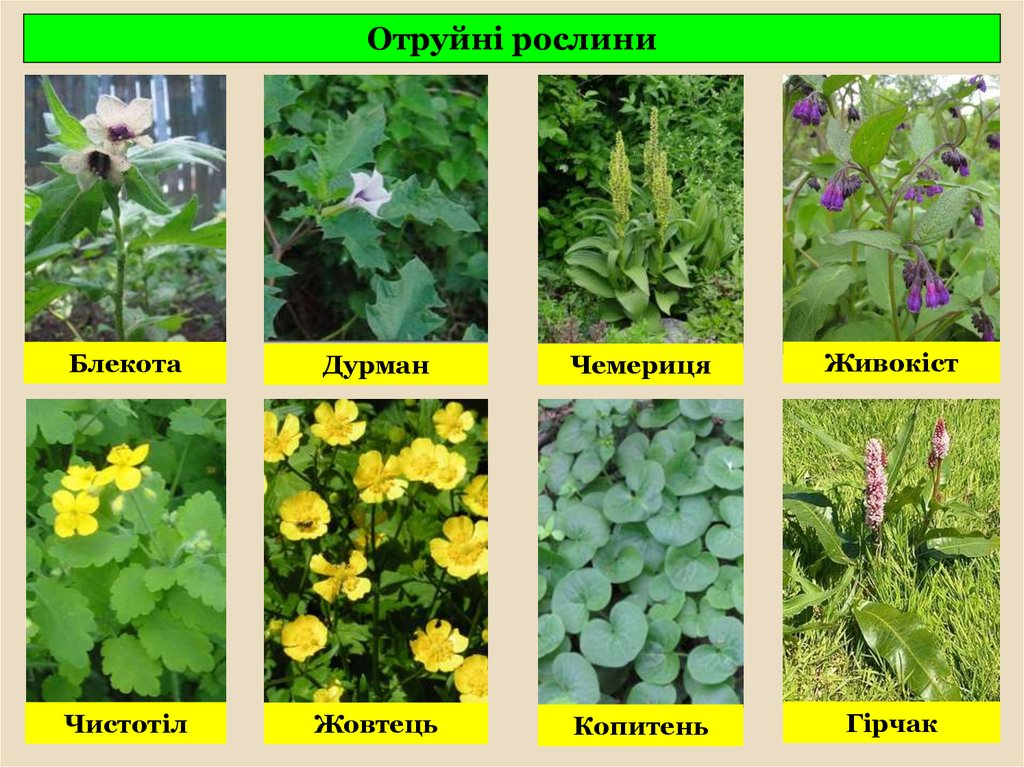 Отруйні рослини
Блекота
Дурман
Чемериця
Живокіст
Чистотіл
Жовтець
Копитень
Гірчак